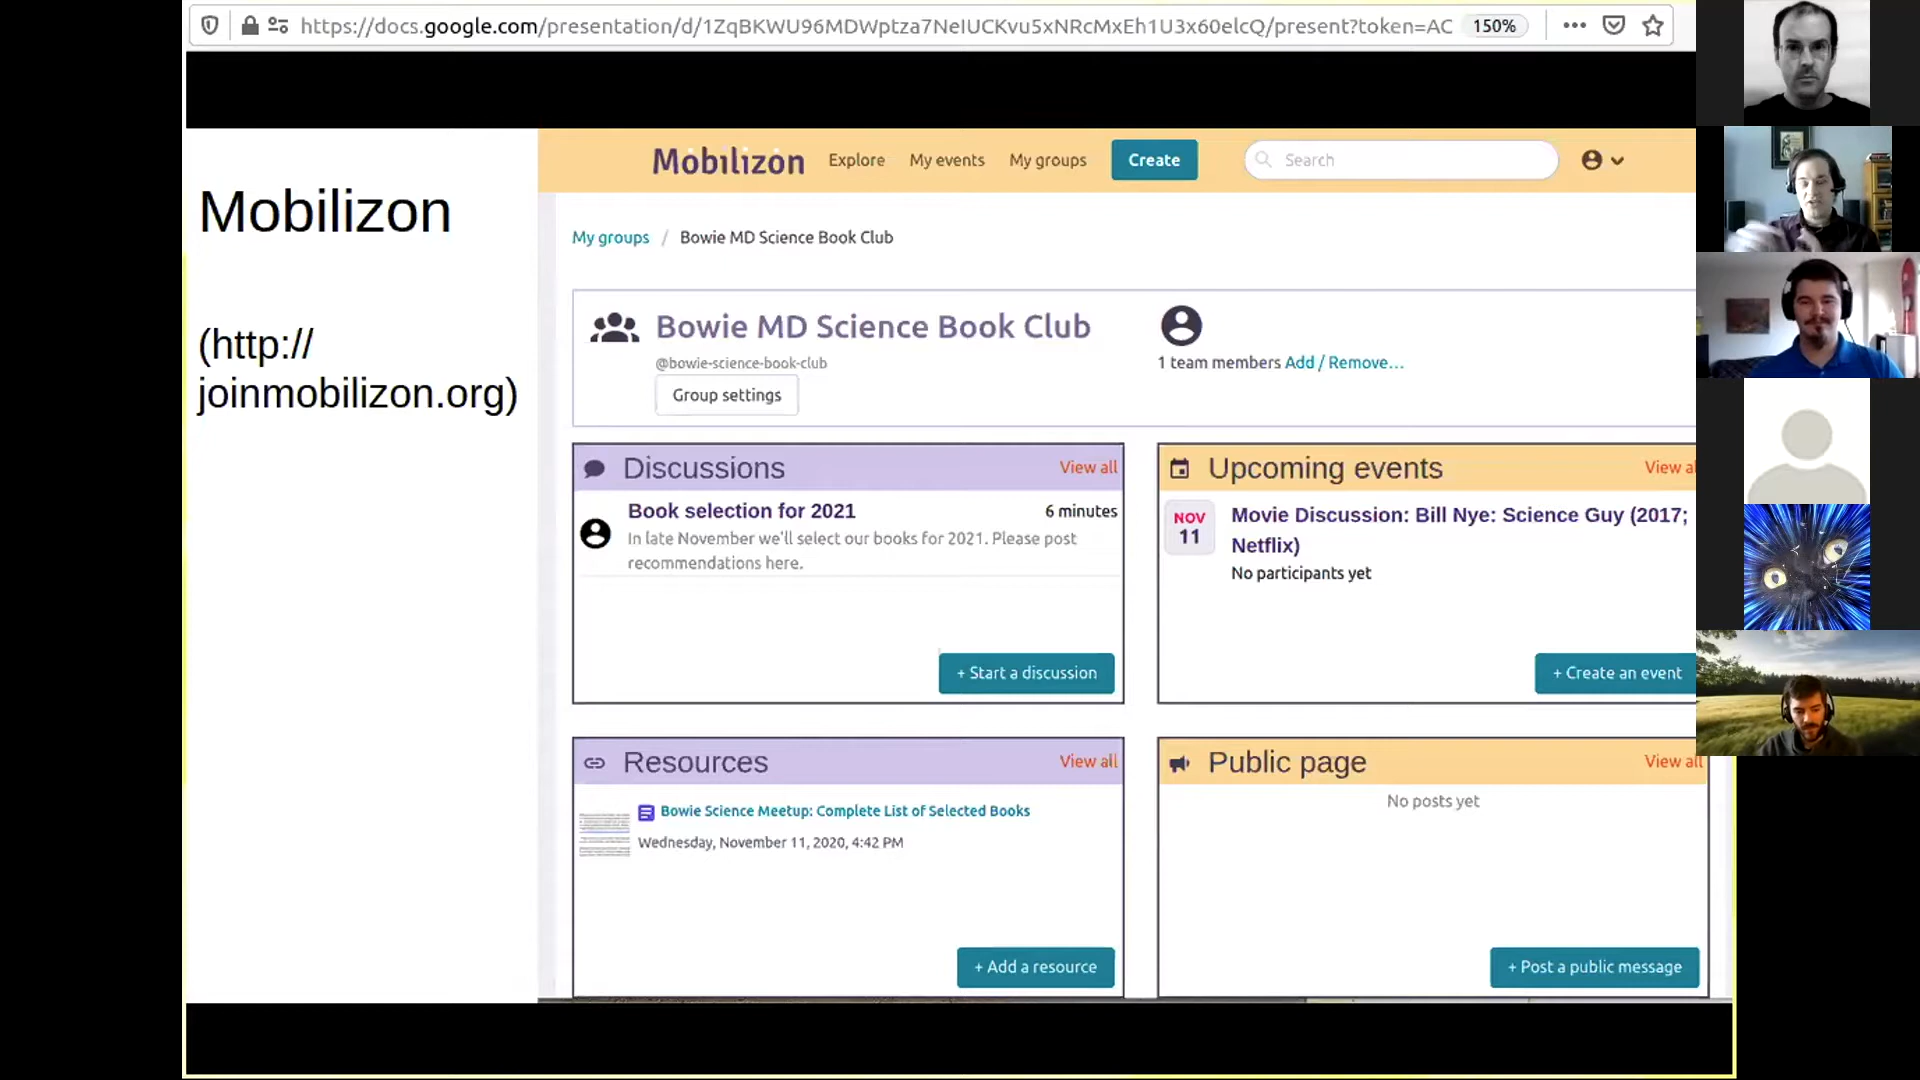 https://docs.google.com/presentation/d/1ZqBKWU96MDWptza7NeIUCKvu5xNRcMxEh1U3x60elcQ/present?token=AC
150%
Mobilizon
(http://
joinmobilizon.org)
Mobilizon
Explore
My events
My groups
Create
Search
My groups / Bowie MD Science Book Club
Bowie MD Science Book Club
@bowie-science-book-club
Group settings
1 team members Add / Remove...
Discussions
View all
Book selection for 2021
6 minutes
In late November we'll select our books for 2021. Please post
recommendations here.
+ Start a discussion
Upcoming events
View al
NOV
11
Movie Discussion: Bill Nye: Science Guy (2017;
Netflix)
No participants yet
+ Create an event
Resources
View all
Bowie Science Meetup: Complete List of Selected Books
Wednesday, November 11, 2020, 4:42 PM
+ Add a resource
Public page
View all
No posts yet
+ Post a public message